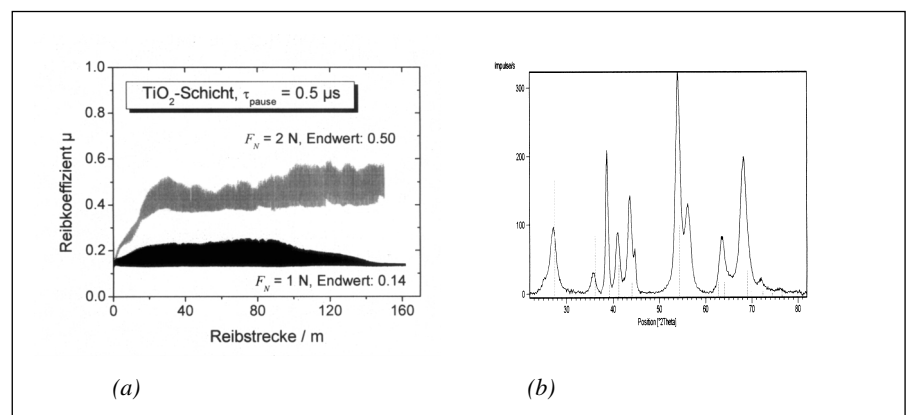 1.0
0.8
0.6
0.4
0.2
0.0
Reibkoeffizient μ
TiO2-Schicht, τpause = 0.5 μs
FN = 2 N, Endwert: 0.50
FN = 1 N, Endwert: 0.14
0 40 80 120 160
Reibstrecke / m
(a)
Impulse/s
300
200
100
0
30 40 50 60 70 80
Position [°2Theta]
(b)